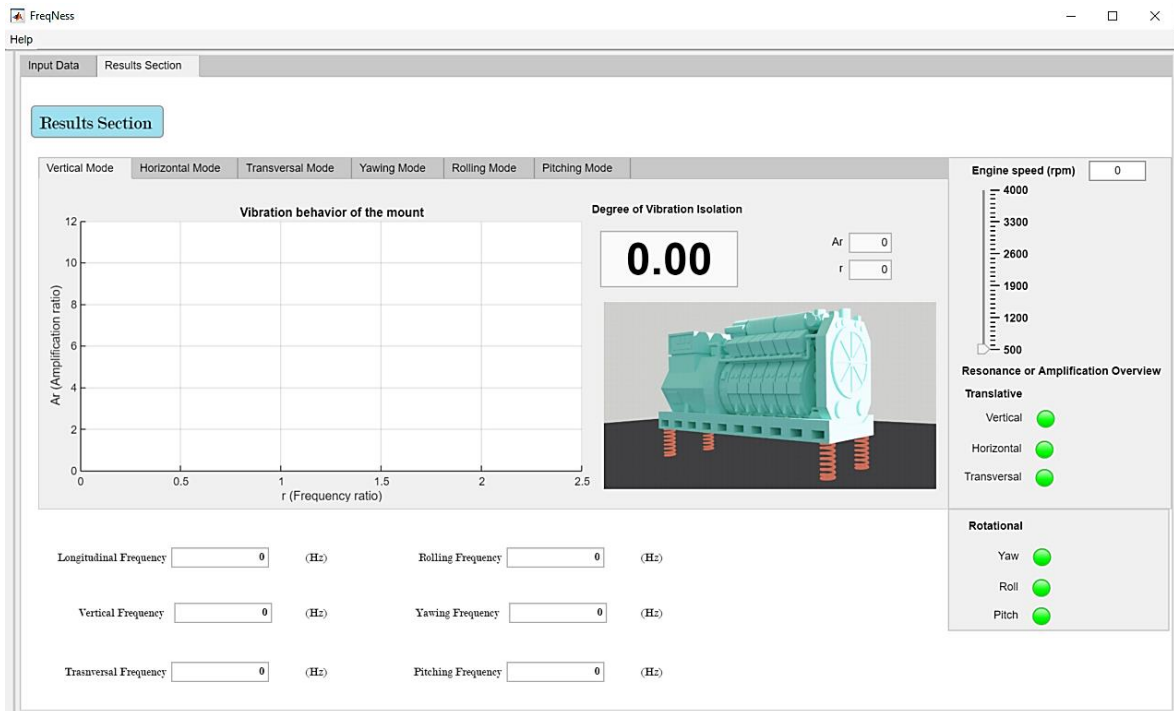 FreqNess
Help
Input Data Results Section
Results Section
Vertical Mode Horizontal Mode Transversal Mode Yawing Mode Rolling Mode Pitching Mode
Vibration behavior of the mount
12
10
8
6
4
2
0
Ar (Amplification ratio)
0 0.5 1 1.5 2 2.5
r (Frequency ratio)
Degree of Vibration Isolation
0.00
Ar 0
r 0
Engine speed (rpm) 0
4000
3300
2600
1900
1200
500
Resonance or Amplification Overview
Translative
Vertical
Horizontal
Transversal
Rotational
Yaw
Roll
Pitch
Longitudinal Frequency 0 (Hz) Rolling Frequency 0 (Hz)
Vertical Frequency 0 (Hz) Yawing Frequency 0 (Hz)
Trasnversal Frequency 0 (Hz) Pitching Frequency 0 (Hz)